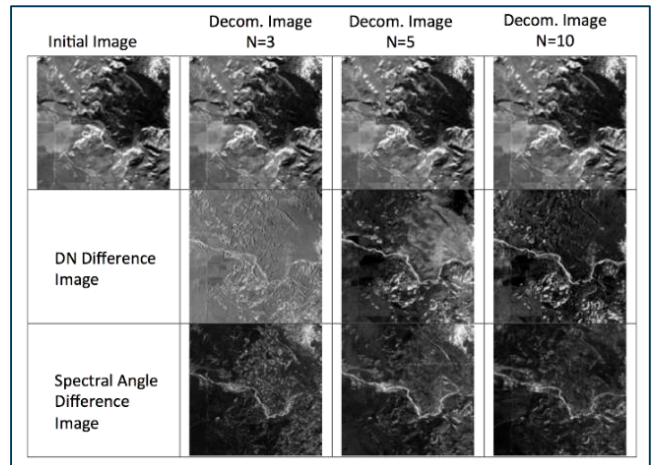 Initial Image
Decom. Image
N=3
Decom. Image
N=5
Decom. Image
N=10
DN Difference
Image
Spectral Angle
Difference
Image